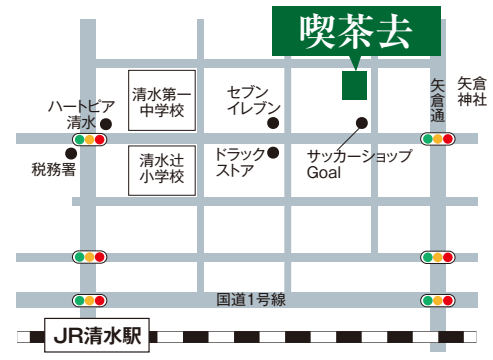 喫茶去
清水第一
中学校
セブン
イレブン
矢倉通
矢倉
神社
ハートピア
清水
税務署
清水辻
小学校
ドラック
ストア
サッカーショップ
Goal
国道1号線
JR清水駅